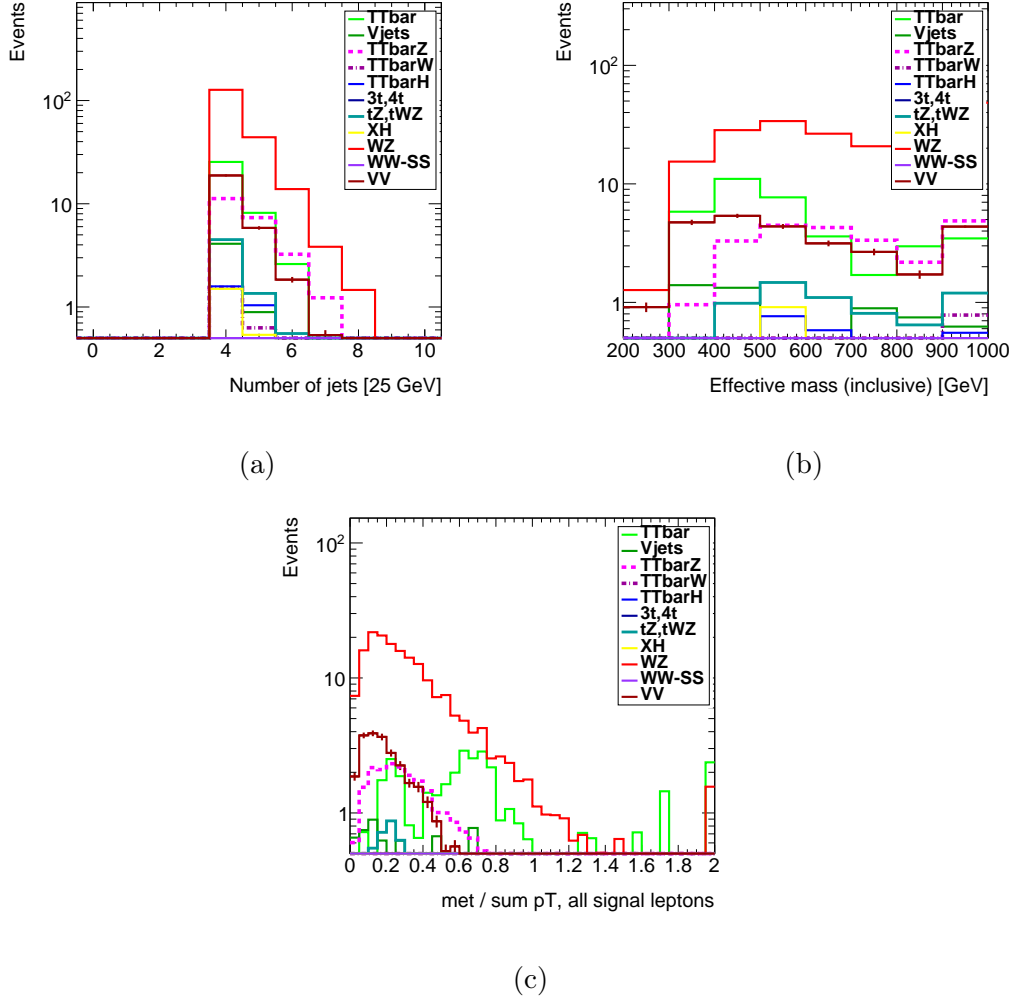 Events
10²
10
1
0 2 4 6 8 10
Number of jets [25 GeV]
TTbar
Vjets
TTbarZ
TTbarW
TTbarH
3t,4t
tZ,tWZ
XH
WZ
WW-SS
VV
(a)
Events
10²
10
1
200 300 400 500 600 700 800 900 1000
Effective mass (inclusive) [GeV]
TTbar
Vjets
TTbarZ
TTbarW
TTbarH
3t,4t
tZ,tWZ
XH
WZ
WW-SS
VV
(b)
Events
10²
10
1
0 0.2 0.4 0.6 0.8 1 1.2 1.4 1.6 1.8 2
met / sum pT, all signal leptons
TTbar
Vjets
TTbarZ
TTbarW
TTbarH
3t,4t
tZ,tWZ
XH
WZ
WW-SS
VV
(c)